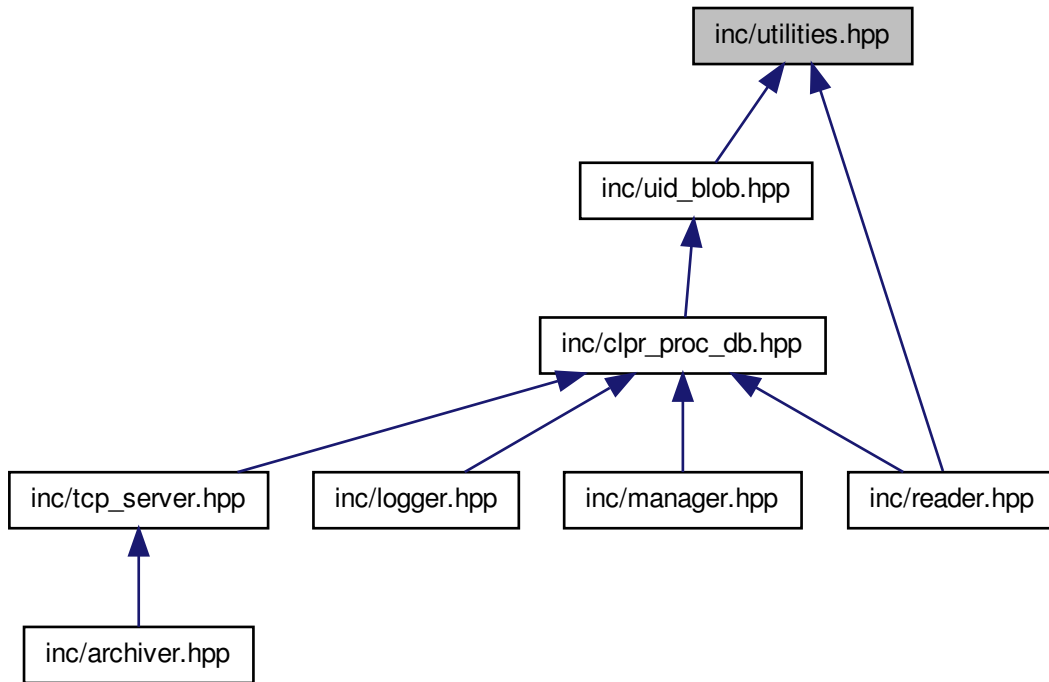 inc/utilities.hpp
inc/uid_blob.hpp
inc/clpr_proc_db.hpp
inc/tcp_server.hpp
inc/logger.hpp
inc/manager.hpp
inc/reader.hpp
inc/archiver.hpp